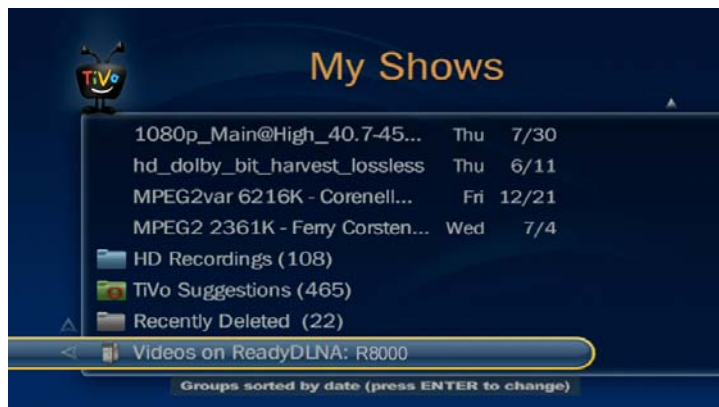 TiVo
My Shows
1080p_Main@High_40.7-45... Thu 7/30
hd_dolby_bit_harvest_lossless Thu 6/11
MPEG2var 6216K - Corenell... Fri 12/21
MPEG2 2361K - Ferry Corsten... Wed 7/4
HD Recordings (108)
TiVo Suggestions (465)
Recently Deleted (22)
Videos on ReadyDLNA: R8000
Groups sorted by date (press ENTER to change)